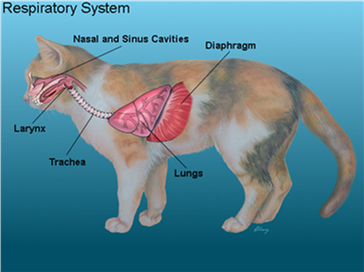 Respiratory System
Nasal and Sinus Cavities
Diaphragm
Larynx
Trachea
Lungs